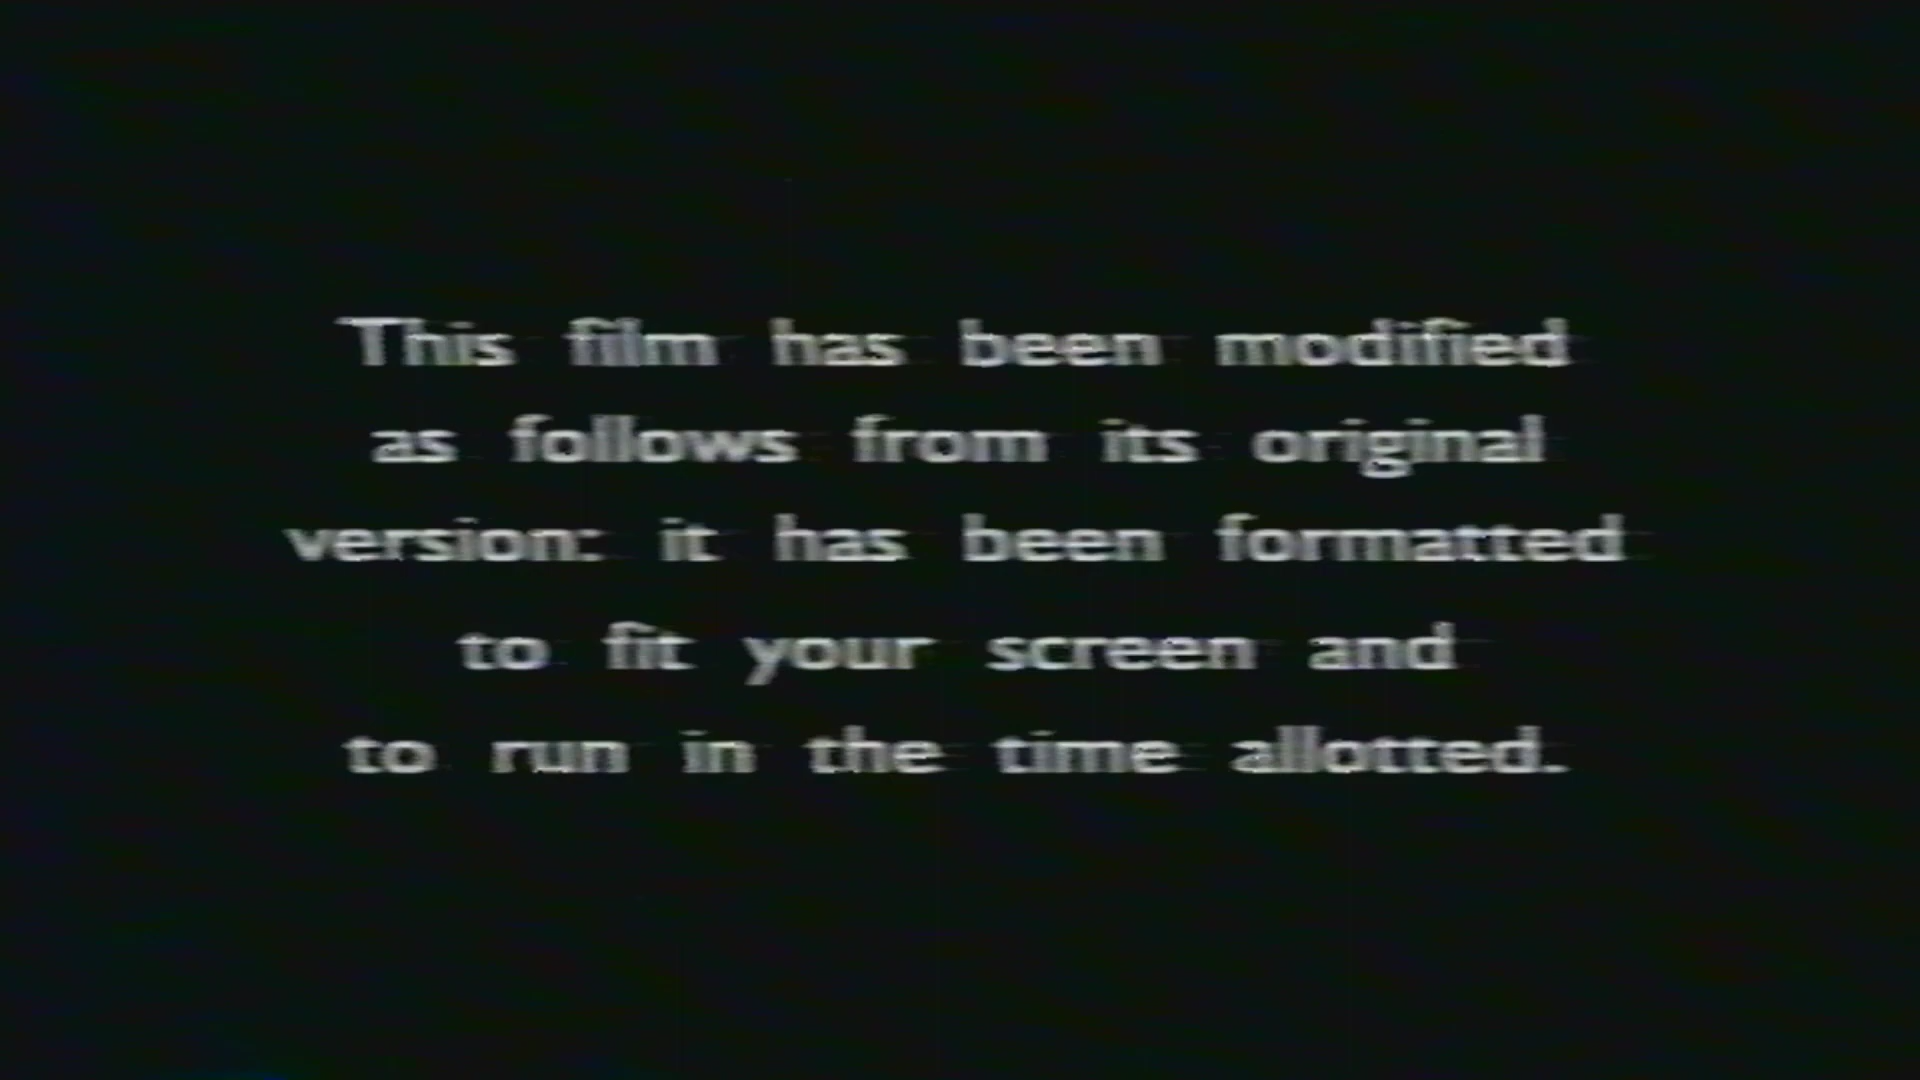 This film has been modified
as follows from its original
version: it has been formatted
to fit your screen and
to run in the time allotted.